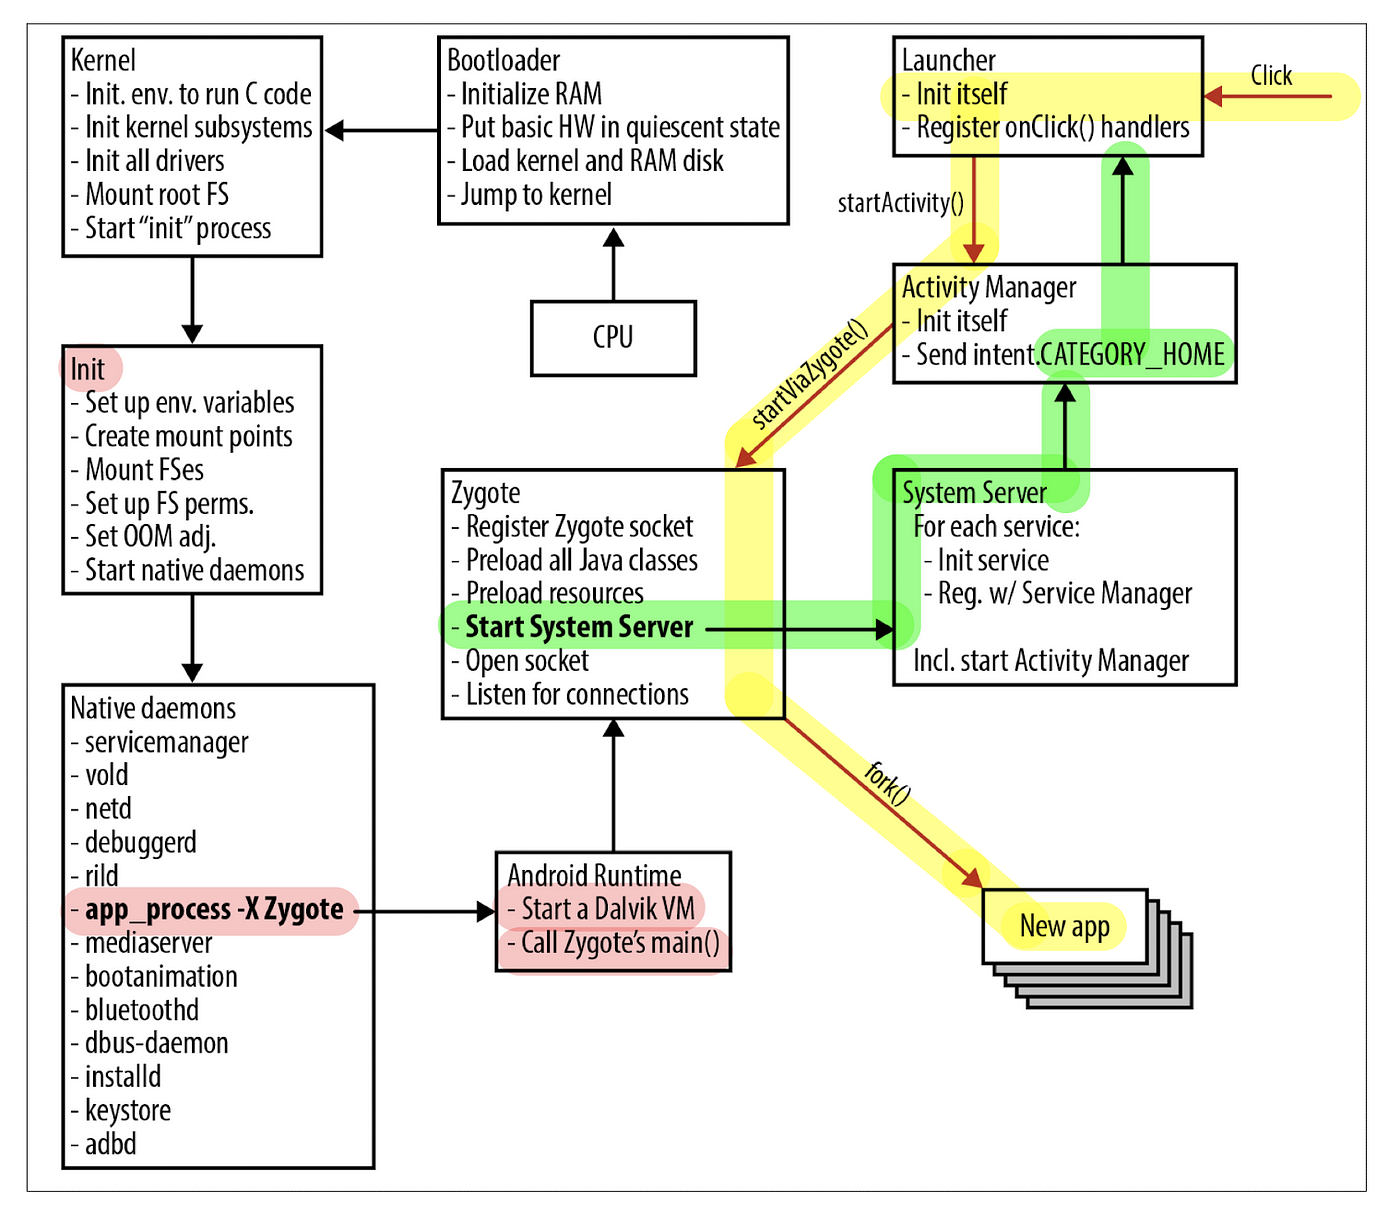 Kernel
- Init. env. to run C code
- Init kernel subsystems
- Init all drivers
- Mount root FS
- Start “init” process
Bootloader
- Initialize RAM
- Put basic HW in quiescent state
- Load kernel and RAM disk
- Jump to kernel
CPU
Launcher
- Init itself
- Register onClick() handlers
Click
startActivity()
Activity Manager
- Init itself
- Send intent.CATEGORY_HOME
startViaZygote()
Init
- Set up env. variables
- Create mount points
- Mount FSes
- Set up FS perms.
- Set OOM adj.
- Start native daemons
Zygote
- Register Zygote socket
- Preload all Java classes
- Preload resources
- Start System Server
- Open socket
- Listen for connections
System Server
For each service:
- Init service
- Reg. w/ Service Manager
Incl. start Activity Manager
fork()
Native daemons
- servicemanager
- vold
- netd
- debuggerd
- rild
- app_process -X Zygote
- mediaserver
- bootanimation
- bluetoothd
- dbus-daemon
- installd
- keystore
- adbd
Android Runtime
- Start a Dalvik VM
- Call Zygote’s main()
New app